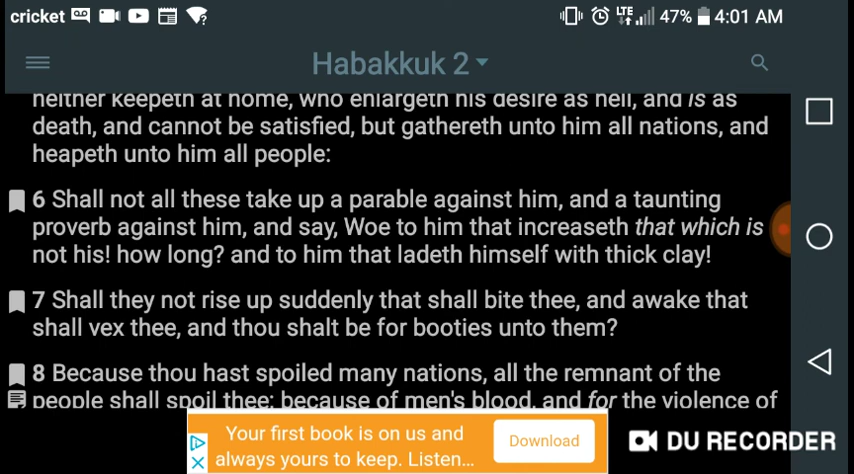 cricket LTE 47% 4:01 AM
Habakkuk 2
neither keepeth at home, who enlargeth his desire as hell, and is as
death, and cannot be satisfied, but gathereth unto him all nations, and
heapeth unto him all people:
6 Shall not all these take up a parable against him, and a taunting
proverb against him, and say, Woe to him that increaseth that which is
not his! how long? and to him that ladeth himself with thick clay!
7 Shall they not rise up suddenly that shall bite thee, and awake that
shall vex thee, and thou shalt be for booties unto them?
8 Because thou hast spoiled many nations, all the remnant of the
people shall spoil thee; because of men's blood, and for the violence of
Your first book is on us and
always yours to keep. Listen...
Download
DU RECORDER